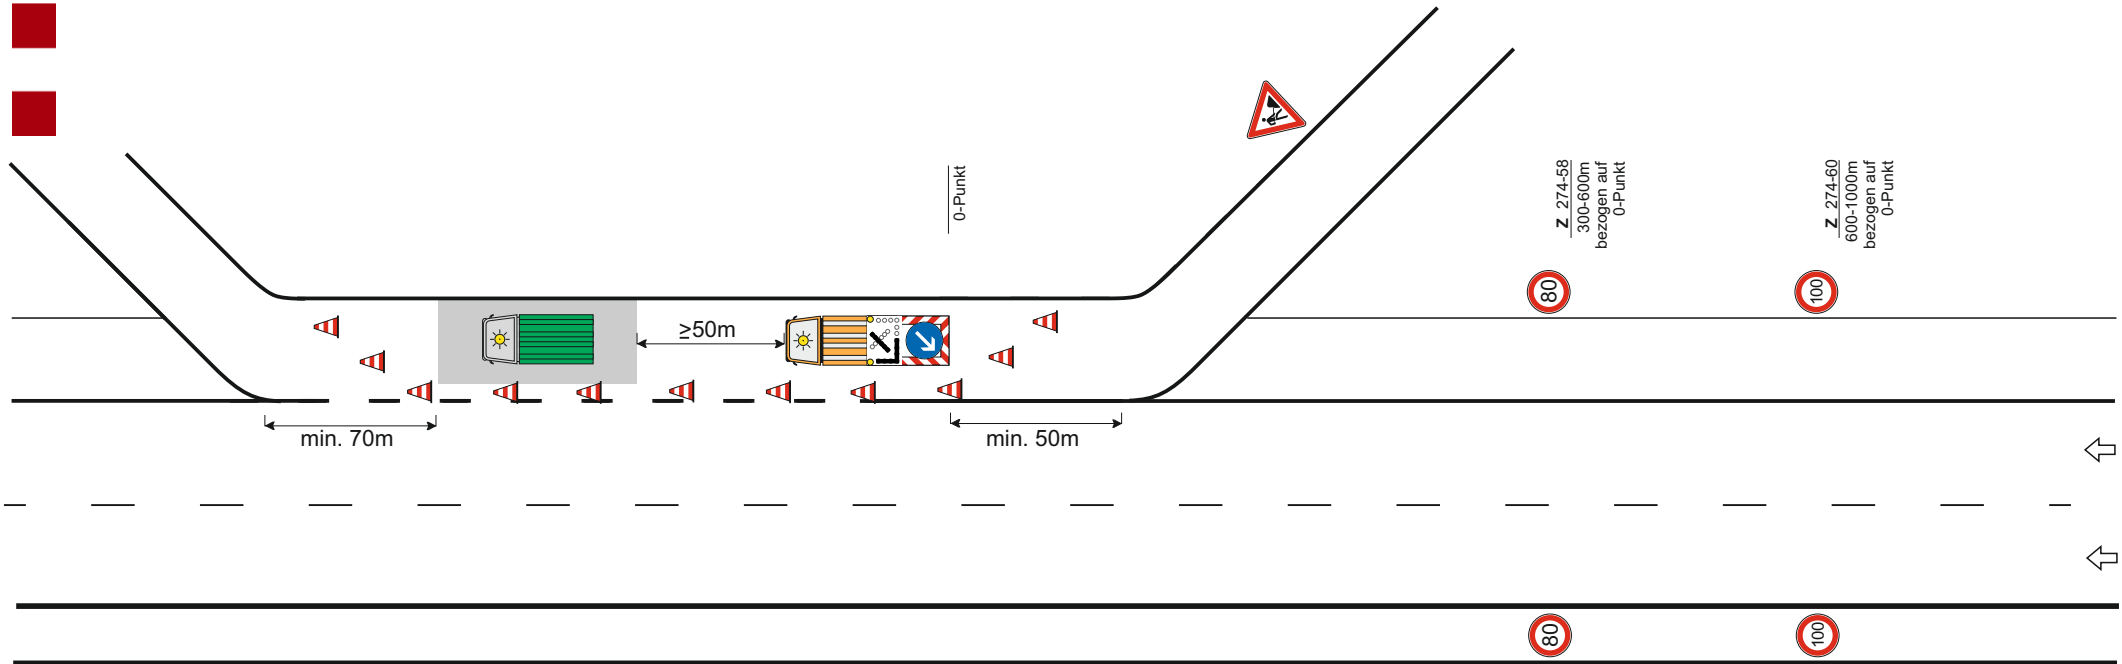 0-Punkt
Z 274-58
300-600m
bezogen auf
0-Punkt
Z 274-60
600-1000m
bezogen auf
0-Punkt
80
100
≥50m
min. 70m
min. 50m
80
100